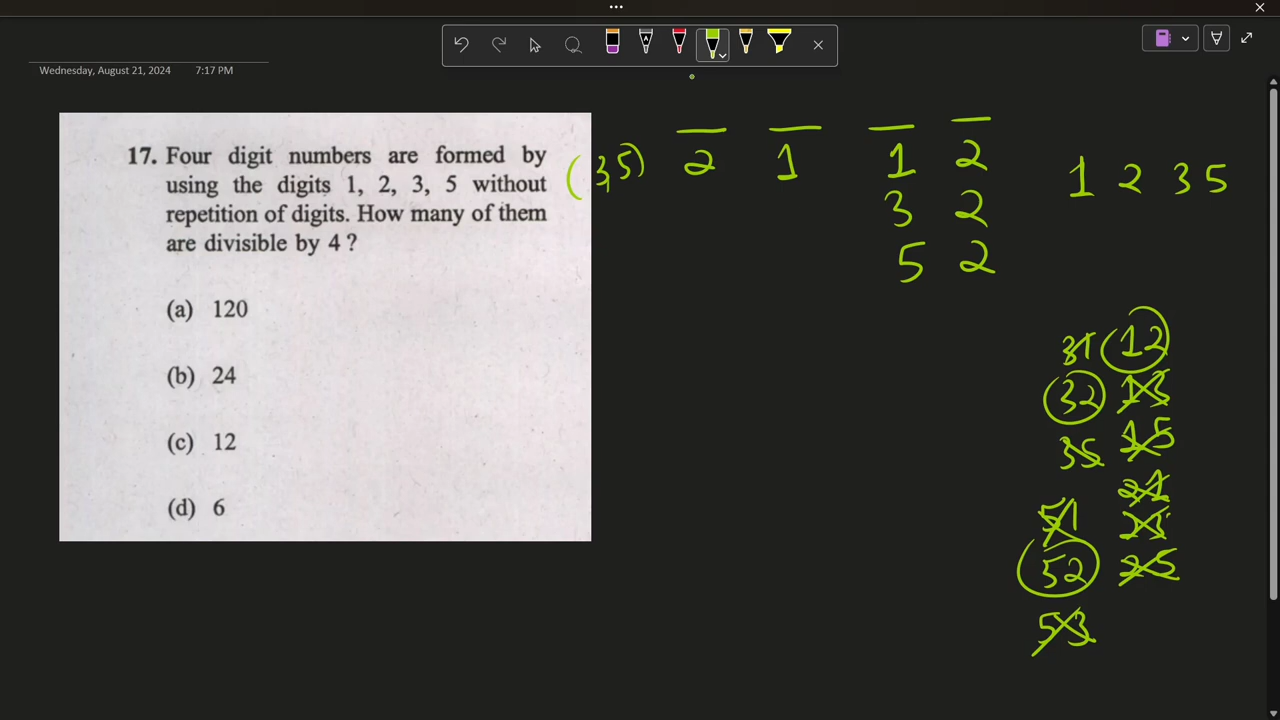 Wednesday, August 21, 2024 7:17 PM
17. Four digit numbers are formed by
using the digits 1, 2, 3, 5 without
repetition of digits. How many of them
are divisible by 4 ?
(a) 120
(b) 24
(c) 12
(d) 6
(3,5) 2 1 1 2
3 2
5 2
1 2 3 5
31 12
32 13
35 15
21
51 23
52 25
53